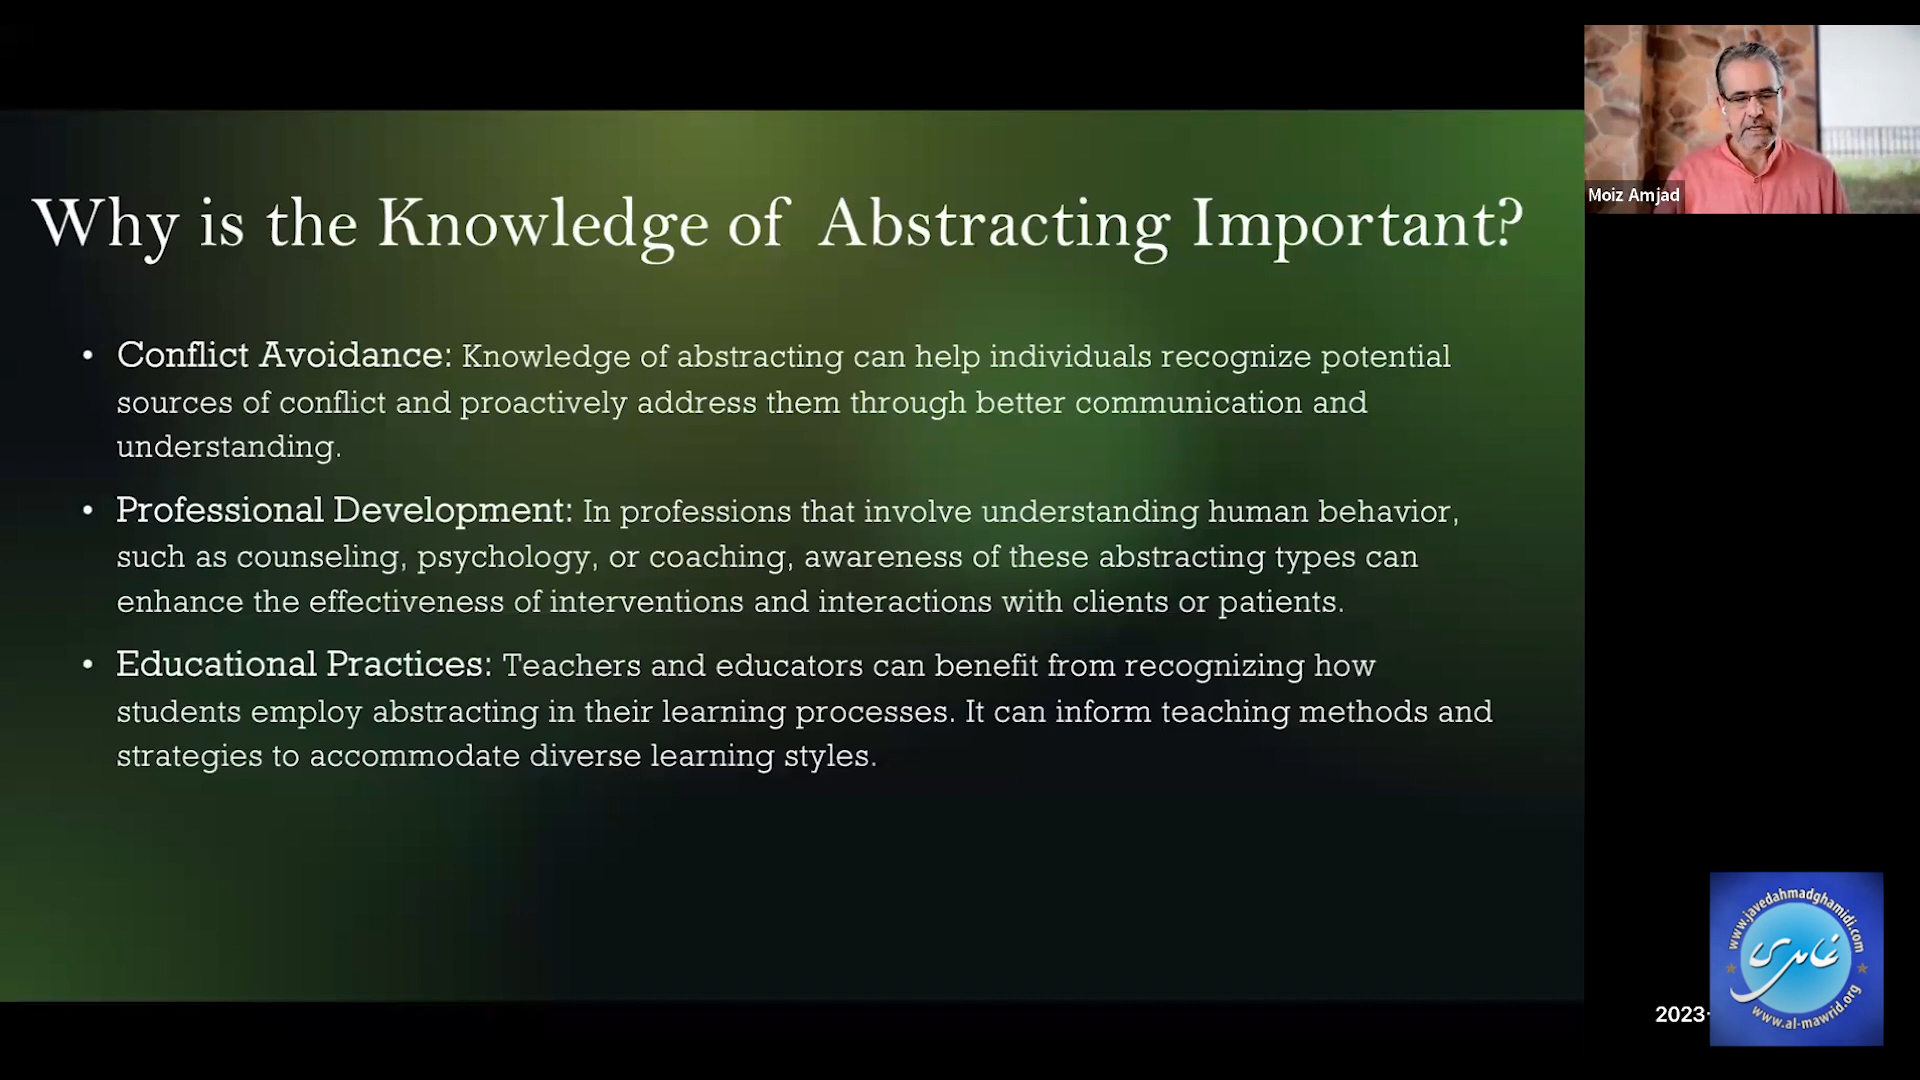 Why is the Knowledge of Abstracting Important?
• Conflict Avoidance: Knowledge of abstracting can help individuals recognize potential
sources of conflict and proactively address them through better communication and
understanding.
• Professional Development: In professions that involve understanding human behavior,
such as counseling, psychology, or coaching, awareness of these abstracting types can
enhance the effectiveness of interventions and interactions with clients or patients.
• Educational Practices: Teachers and educators can benefit from recognizing how
students employ abstracting in their learning processes. It can inform teaching methods and
strategies to accommodate diverse learning styles.
Moiz Amjad
www.javedahmadghamidi.com
غامدی
www.al-mawrid.org
2023-